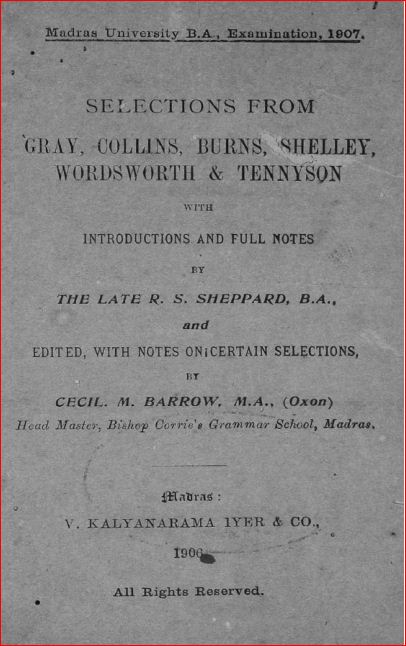 Madras University B.A., Examination, 1907.
SELECTIONS FROM
GRAY, COLLINS, BURNS, SHELLEY,
WORDSWORTH & TENNYSON
WITH
INTRODUCTIONS AND FULL NOTES
BY
THE LATE R. S. SHEPPARD, B.A.,
and
EDITED, WITH NOTES ON CERTAIN SELECTIONS,
BY
CECIL. M. BARROW, M.A., (Oxon)
Head Master, Bishop Corrie's Grammar School, Madras.
Madras :
V. KALYANARAMA IYER & CO.,
1906
All Rights Reserved.